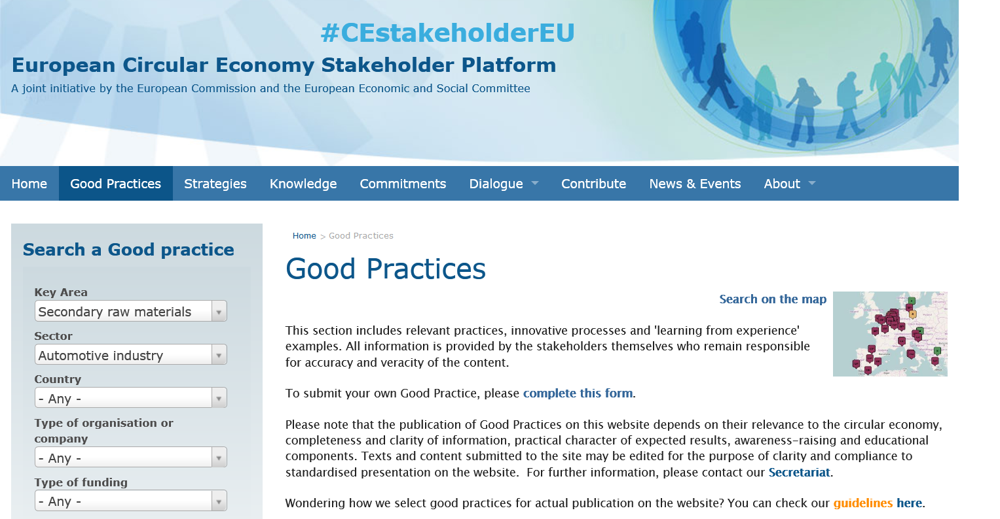 #CEstakeholderEU
European Circular Economy Stakeholder Platform
A joint initiative by the European Commission and the European Economic and Social Committee
Home Good Practices Strategies Knowledge Commitments Dialogue Contribute News & Events About
Search a Good practice
Key Area
Secondary raw materials
Sector
Automotive industry
Country
- Any -
Type of organisation or
company
- Any -
Type of funding
- Any -
Home > Good Practices
Good Practices
Search on the map
This section includes relevant practices, innovative processes and 'learning from experience'
examples. All information is provided by the stakeholders themselves who remain responsible
for accuracy and veracity of the content.
To submit your own Good Practice, please complete this form.
Please note that the publication of Good Practices on this website depends on their relevance to the circular economy,
completeness and clarity of information, practical character of expected results, awareness-raising and educational
components. Texts and content submitted to the site may be edited for the purpose of clarity and compliance to
standardised presentation on the website. For further information, please contact our Secretariat.
Wondering how we select good practices for actual publication on the website? You can check our guidelines here.